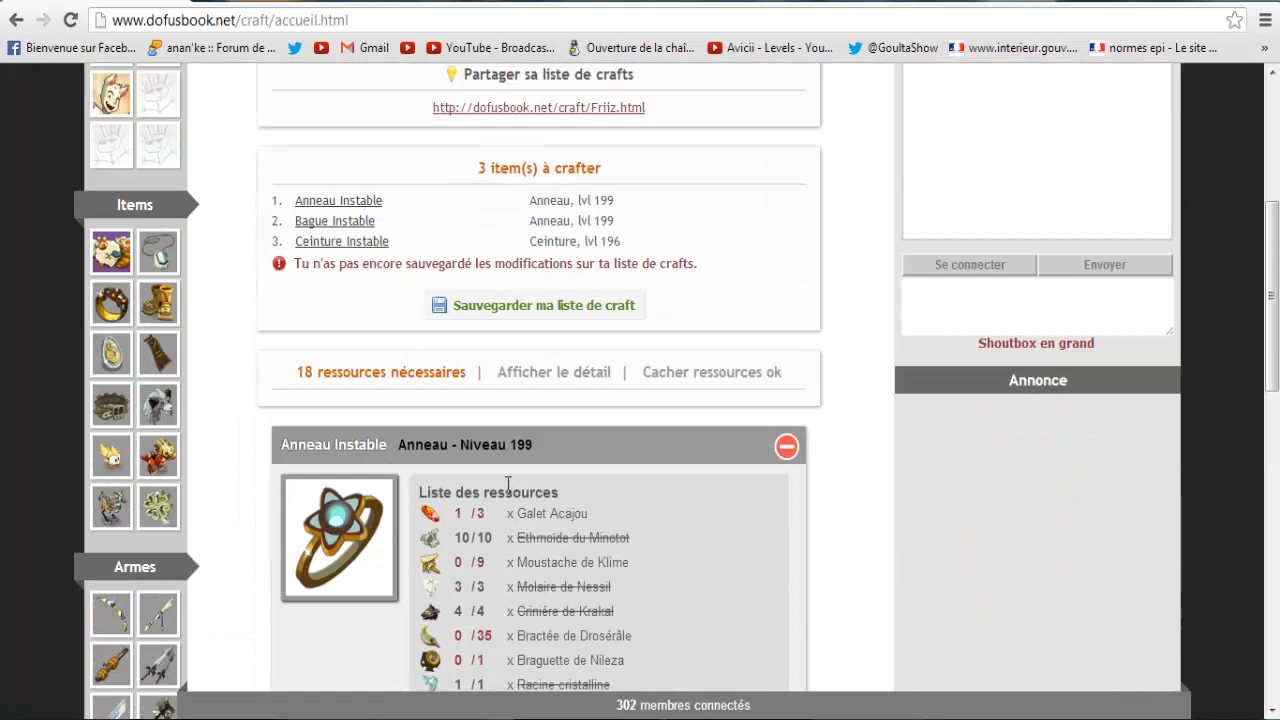 www.dofusbook.net/craft/accueil.html
Bienvenue sur Faceb...
anan'ke :: Forum de ...
Gmail
YouTube - Broadcas...
Ouverture de la chaî...
Avicii - Levels - You...
@GoultaShow
www.interieur.gouv....
normes epi - Le site ...
»
Partager sa liste de crafts
http://dofusbook.net/craft/Friiz.html
3 item(s) à crafter
1. Anneau Instable Anneau, lvl 199
2. Bague Instable Anneau, lvl 199
3. Ceinture Instable Ceinture, lvl 196
Tu n'as pas encore sauvegardé les modifications sur ta liste de crafts.
Sauvegarder ma liste de craft
18 ressources nécessaires | Afficher le détail | Cacher ressources ok
Anneau Instable Anneau - Niveau 199
Liste des ressources
1 /3 x Galet Acajou
10/10 x Ethmoïde du Minotot
0 /9 x Moustache de Klime
3 /3 x Molaire de Nessil
4 /4 x Crinière de Krakal
0 /35 x Bractée de Drosérâle
0 /1 x Braguette de Nileza
1 /1 x Racine cristalline
Items
Armes
Se connecter
Envoyer
Shoutbox en grand
Annonce
302 membres connectés